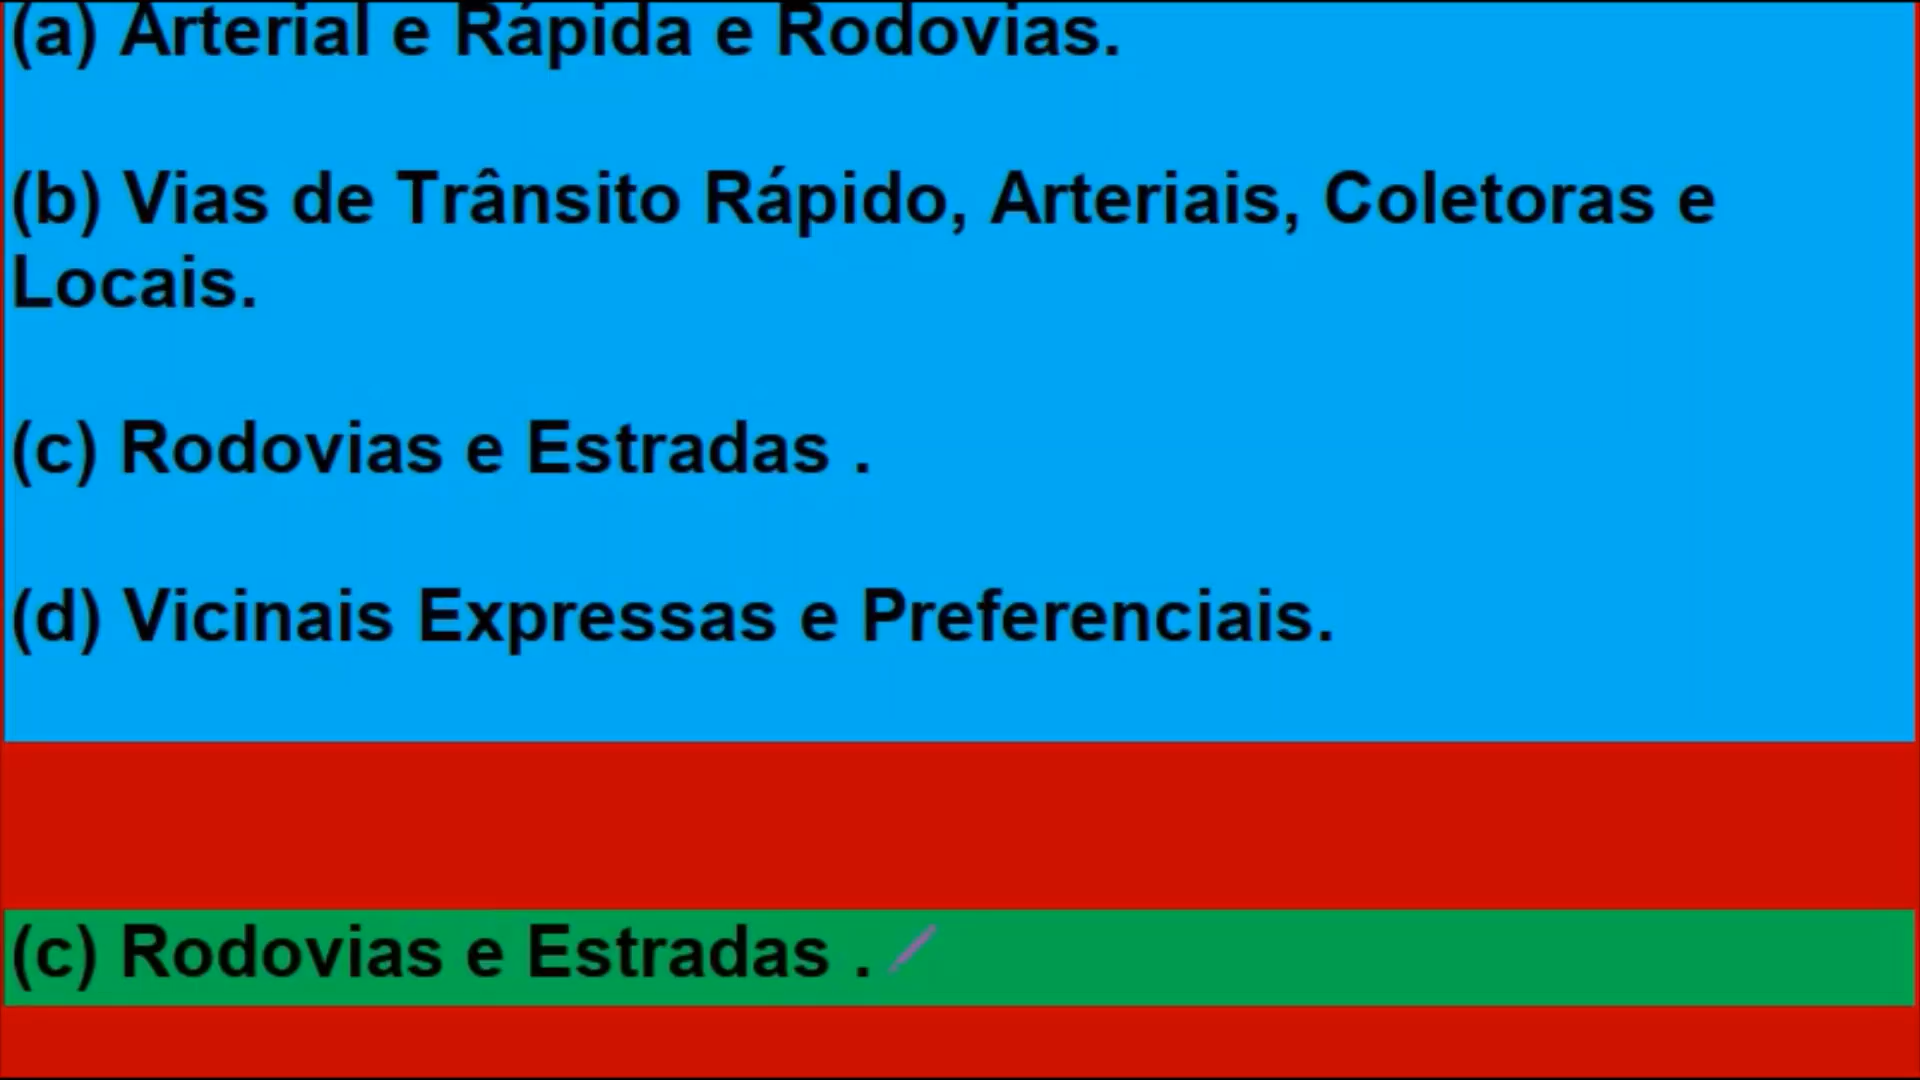 (a) Arterial e Rápida e Rodovias.
(b) Vias de Trânsito Rápido, Arteriais, Coletoras e
Locais.
(c) Rodovias e Estradas .
(d) Vicinais Expressas e Preferenciais.
(c) Rodovias e Estradas .